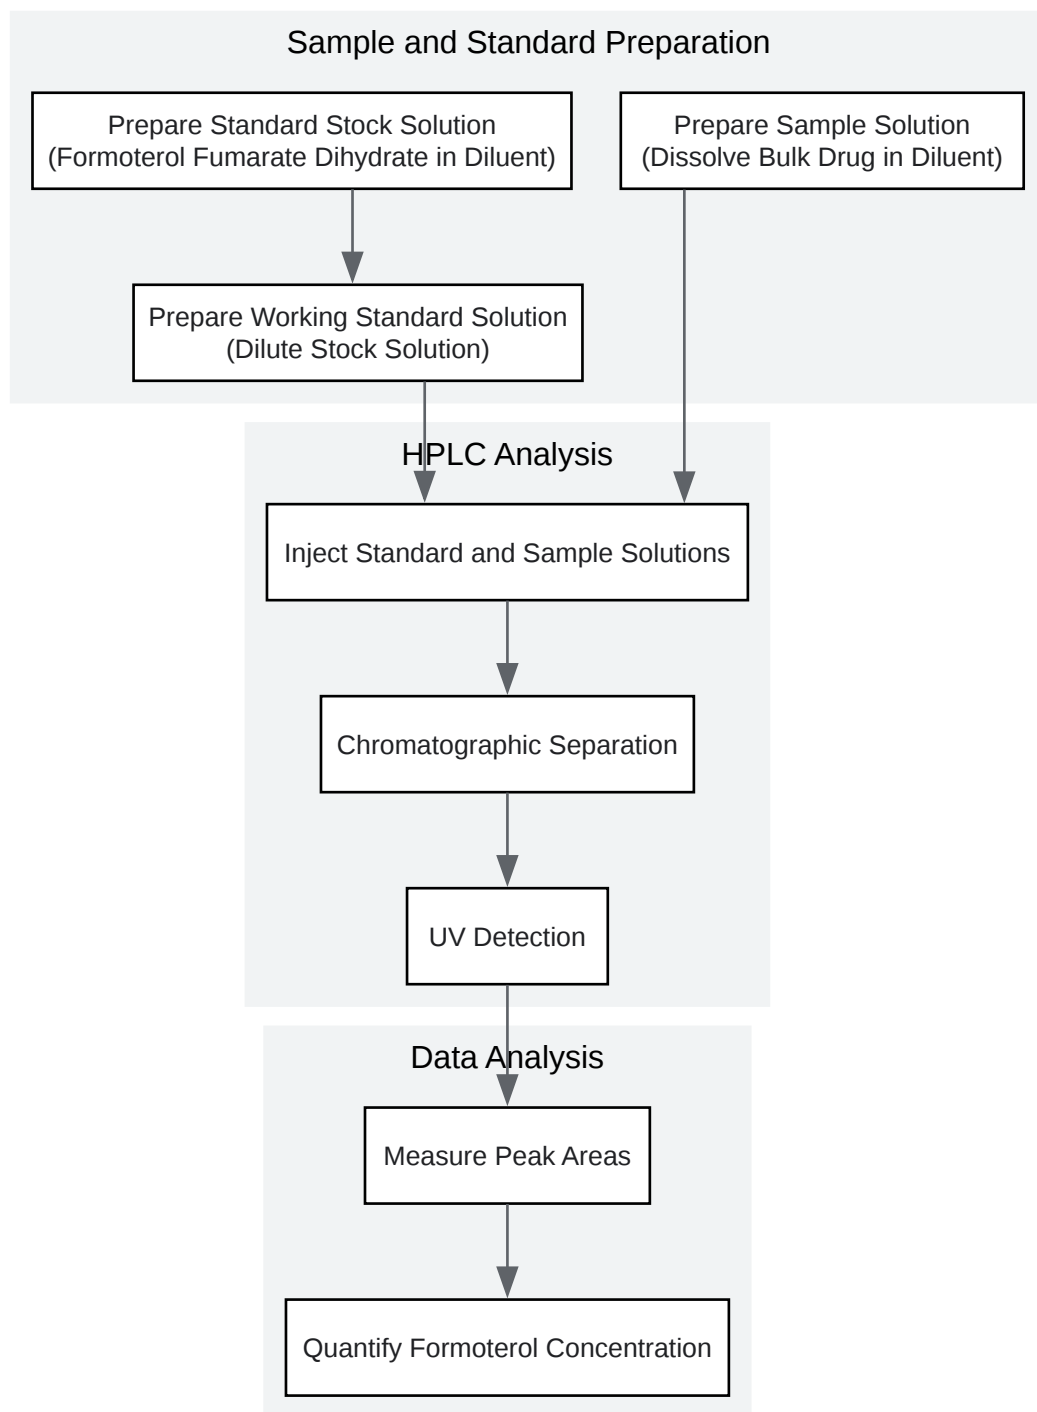 Sample and Standard Preparation
Prepare Standard Stock Solution
(Formoterol Fumarate Dihydrate in Diluent)
Prepare Sample Solution
(Dissolve Bulk Drug in Diluent)
Prepare Working Standard Solution
(Dilute Stock Solution)
HPLC Analysis
Inject Standard and Sample Solutions
Chromatographic Separation
UV Detection
Data Analysis
Measure Peak Areas
Quantify Formoterol Concentration